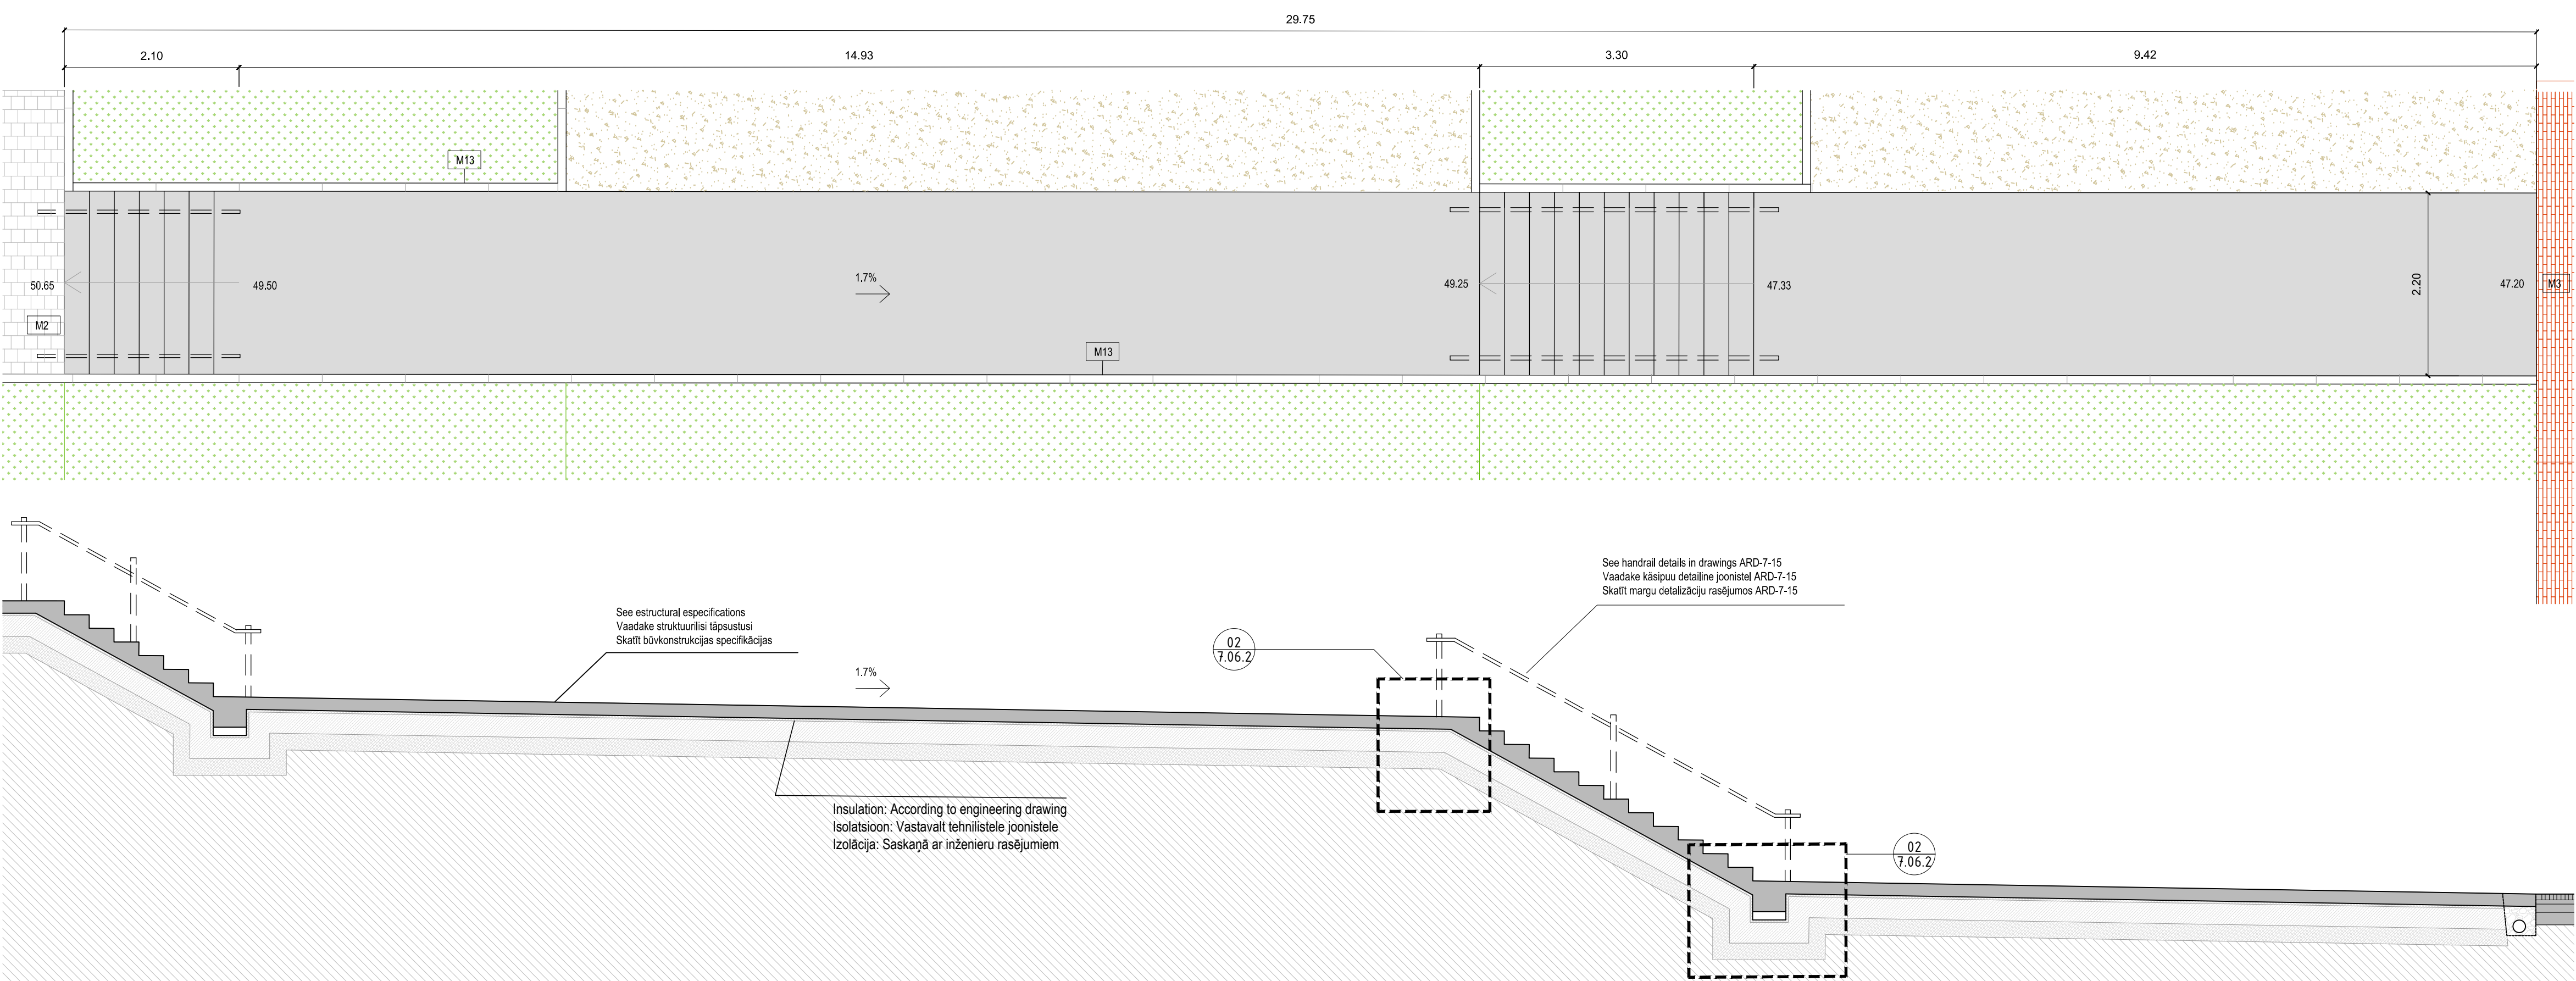 29.75
2.10
14.93
3.30
9.42
M13
50.65
49.50
1.7%
49.25
47.33
2.20
47.20
M3
M2
M13
See handrail details in drawings ARD-7-15
Vaadake käsipuu detailine joonistel ARD-7-15
Skatīt margu detalizāciju rasējumos ARD-7-15
See estructural especifications
Vaadake struktuurilisi täpsustusi
Skatīt būvkonstrukcijas specifikācijas
02
7.06.2
1.7%
Insulation: According to engineering drawing
Isolatsioon: Vastavalt tehnilistele joonistele
Izolācija: Saskaņā ar inženieru rasējumiem
02
7.06.2